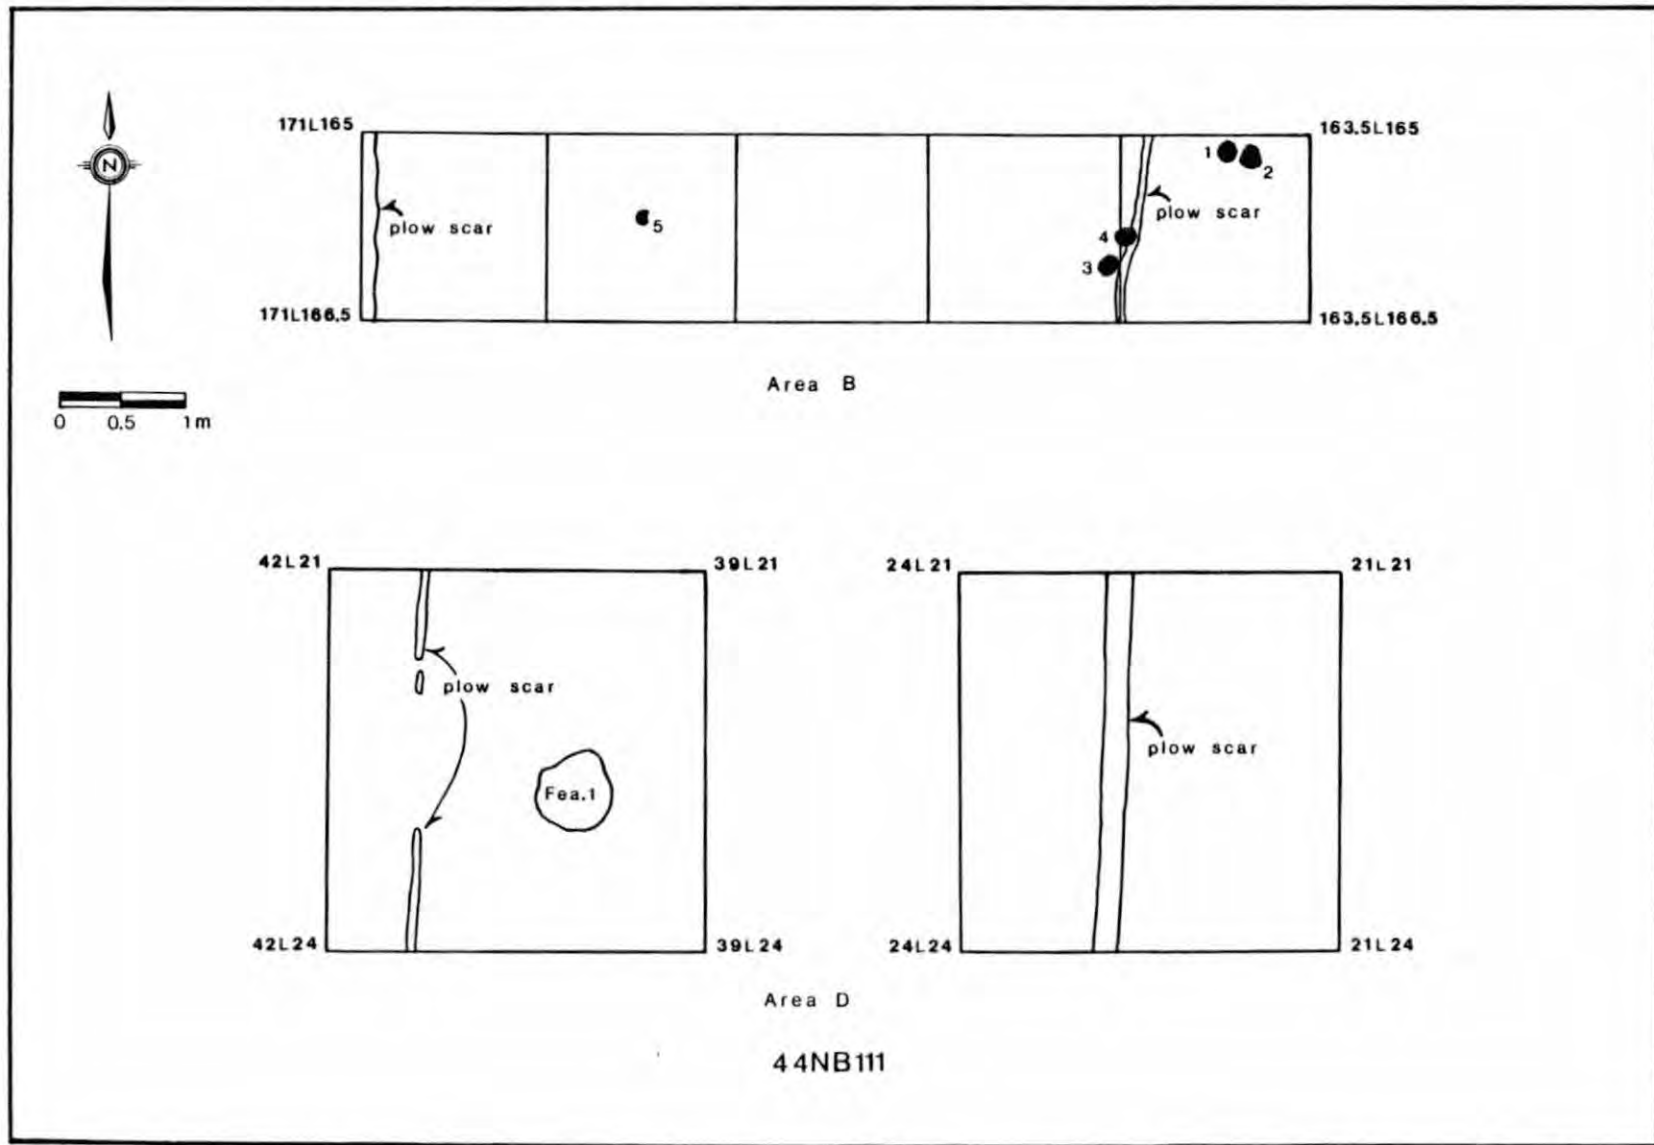 171L165
163.5L165
N
1
2
plow scar
5
plow scar
4
3
171L166.5
163.5L166.5
Area B
0 0.5 1m
42L21
39L21
24L21
21L21
plow scar
plow scar
Fea.1
42L24
39L24
24L24
21L24
Area D
44NB111